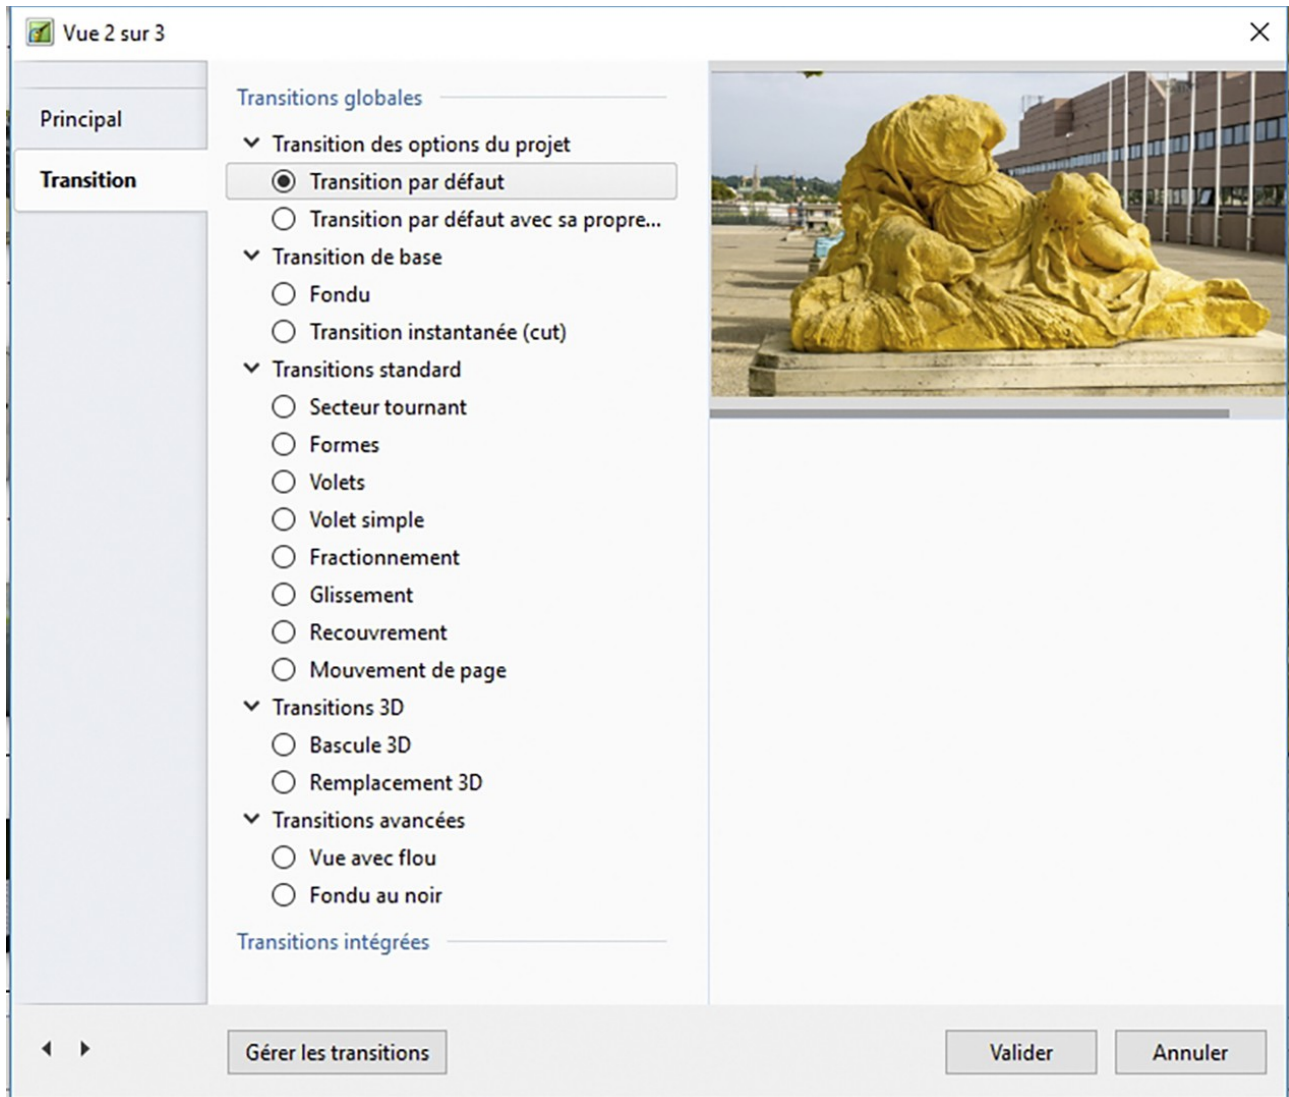 Vue 2 sur 3
Principal
Transition
Transitions globales
Transition des options du projet
Transition par défaut
Transition par défaut avec sa propre...
Transition de base
Fondu
Transition instantanée (cut)
Transitions standard
Secteur tournant
Formes
Volets
Volet simple
Fractionnement
Glissement
Recouvrement
Mouvement de page
Transitions 3D
Bascule 3D
Remplacement 3D
Transitions avancées
Vue avec flou
Fondu au noir
Transitions intégrées
Gérer les transitions
Valider
Annuler